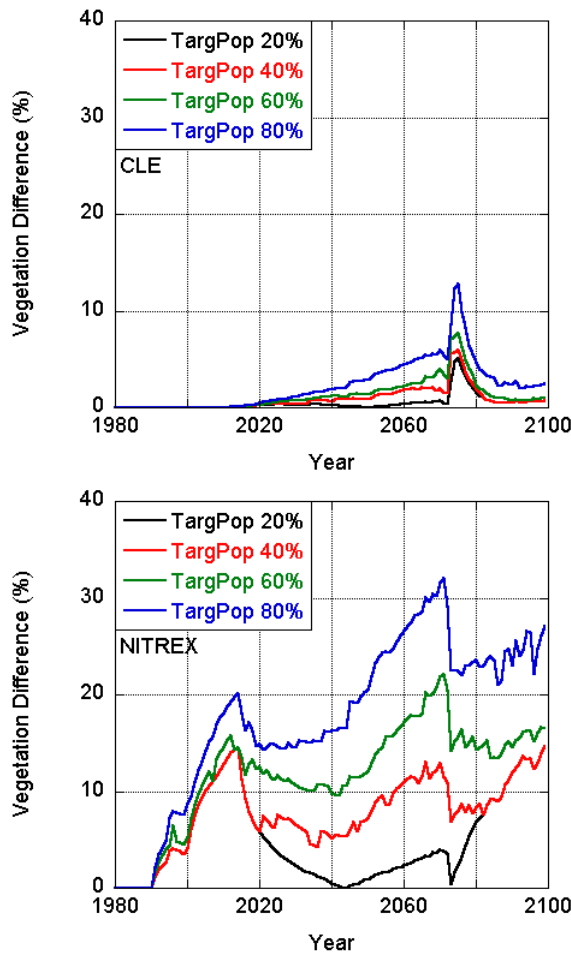 40
30
20
10
0
Vegetation Difference (%)
TargPop 20%
TargPop 40%
TargPop 60%
TargPop 80%
CLE
1980 2020 2060 2100
Year
40
30
20
10
0
Vegetation Difference (%)
TargPop 20%
TargPop 40%
TargPop 60%
TargPop 80%
NITREX
1980 2020 2060 2100
Year